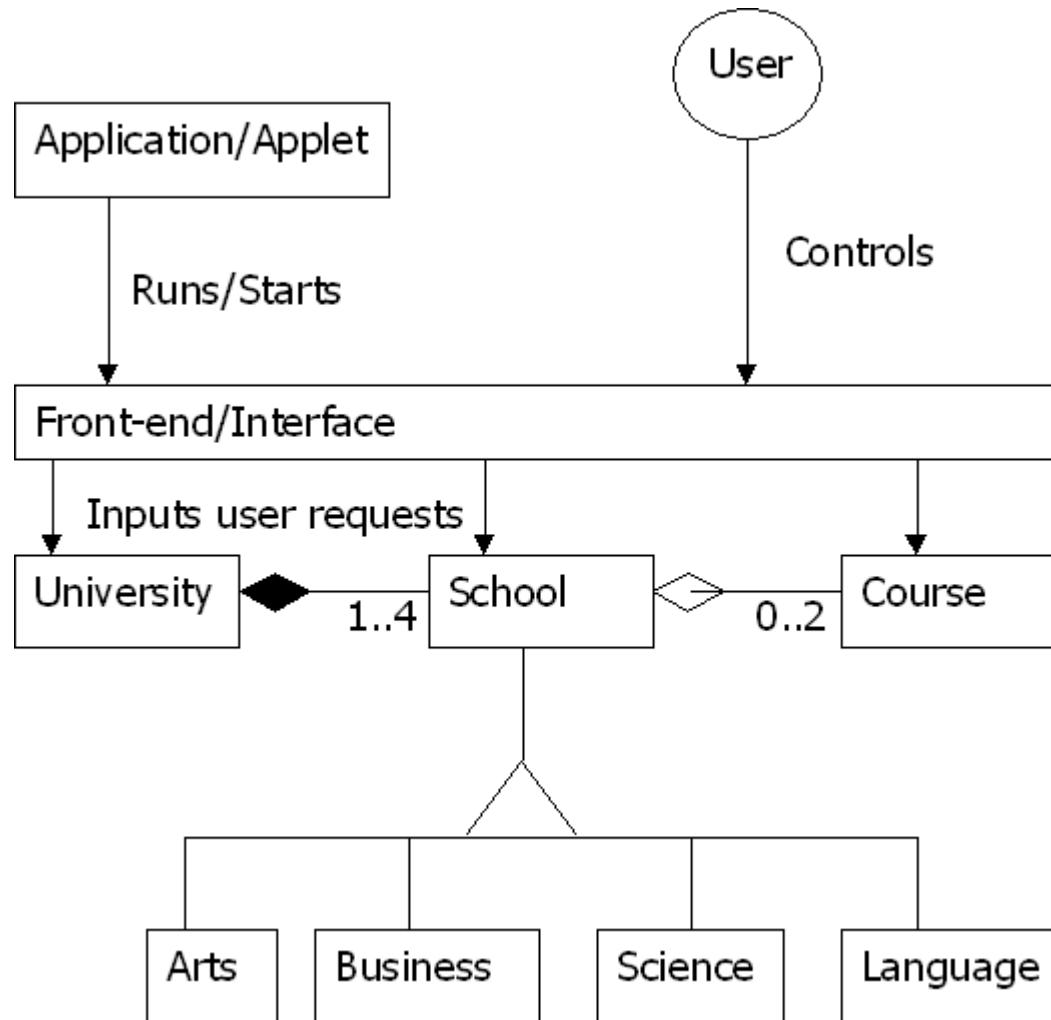 User
Application/Applet
Controls
Runs/Starts
Front-end/Interface
Inputs user requests
University
1..4
School
0..2
Course
Arts
Business
Science
Language